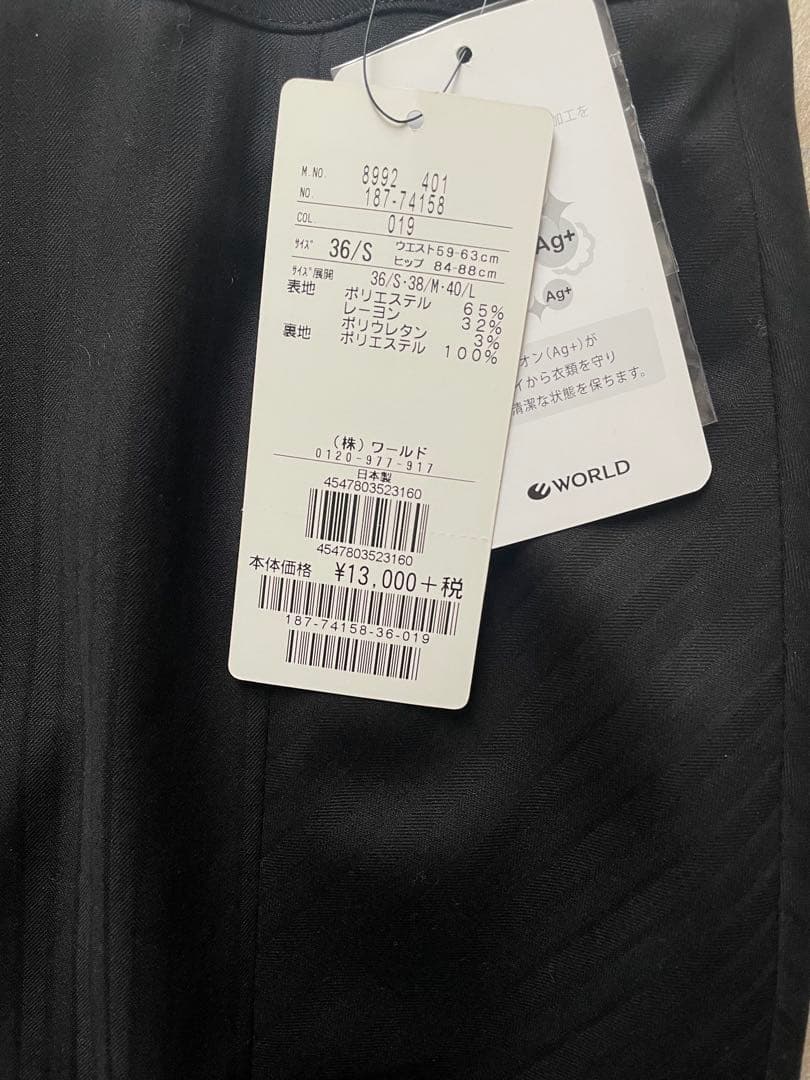 M.NO. 8992 401
NO. 187-74158
COL. 019
ｻｲｽﾞ 36/S ウエスト59-63cm
ヒップ 84-88cm
ｻｲｽﾞ展開 36/S・38/M・40/L
表地 ポリエステル 65%
レーヨン 32%
ポリウレタン 3%
裏地 ポリエステル 100%
(株)ワールド
0120-977-917
日本製
4547803523160
4547803523160
本体価格 ¥13,000+税
187-74158-36-019
加工を
Ag+
Ag+
オン(Ag+)が
イから衣類を守り
清潔な状態を保ちます。
WORLD